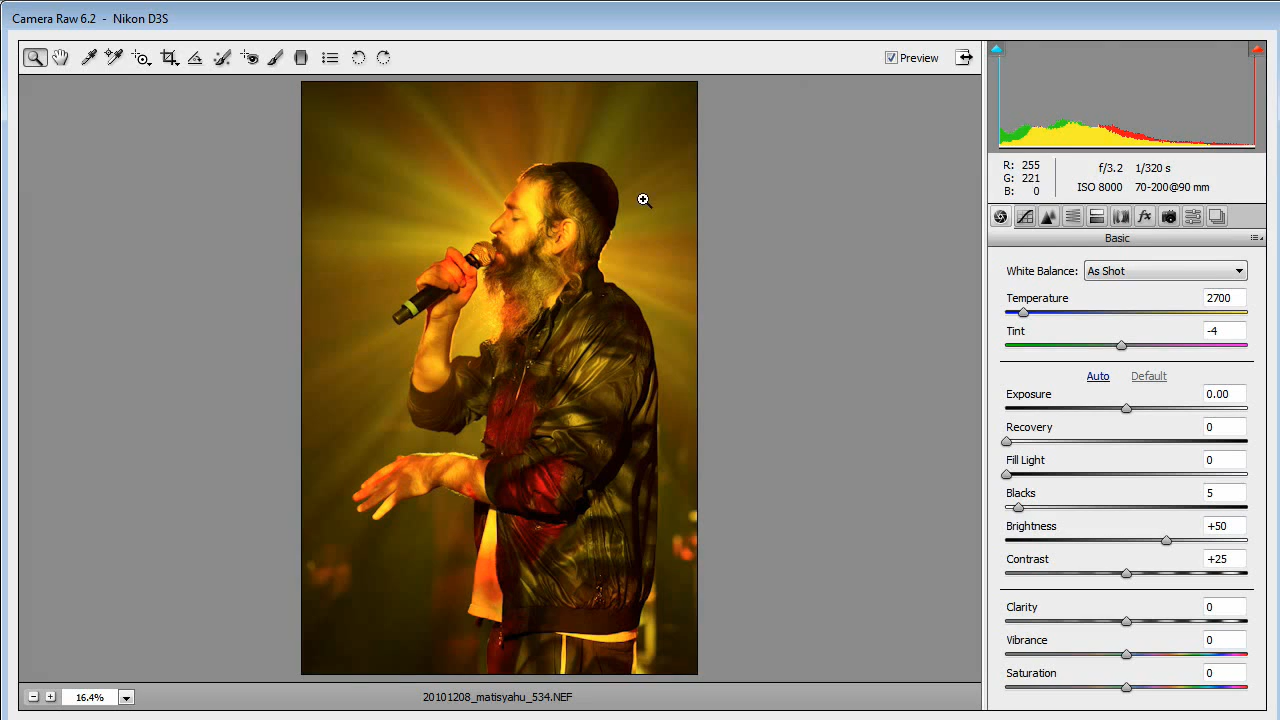 Camera Raw 6.2 - Nikon D3S
Preview
R: 255
G: 221
B: 0
f/3.2 1/320 s
ISO 8000 70-200@90 mm
fx
Basic
White Balance: As Shot
Temperature 2700
Tint -4
Auto Default
Exposure 0.00
Recovery 0
Fill Light 0
Blacks 5
Brightness +50
Contrast +25
Clarity 0
Vibrance 0
Saturation 0
16.4%
20101208_matisyahu_534.NEF